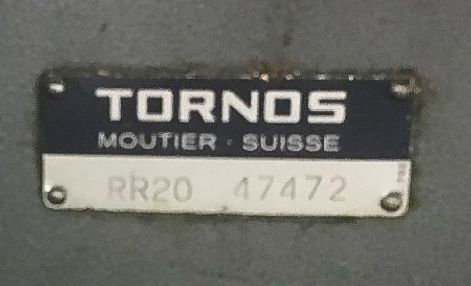 TORNOS
MOUTIER · SUISSE
RR20 47472